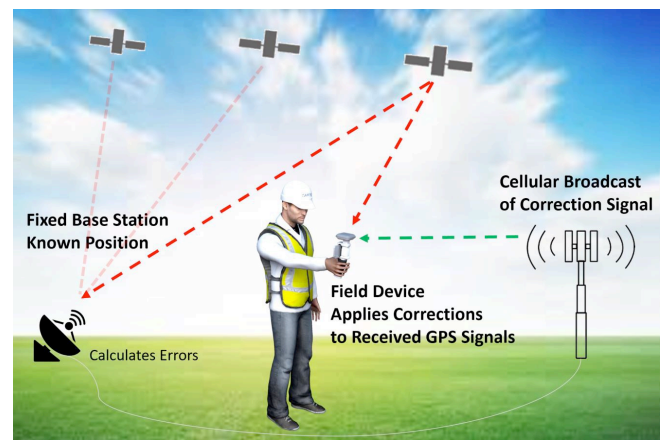 Fixed Base Station
Known Position
Cellular Broadcast
of Correction Signal
Field Device
Applies Corrections
to Received GPS Signals
Calculates Errors